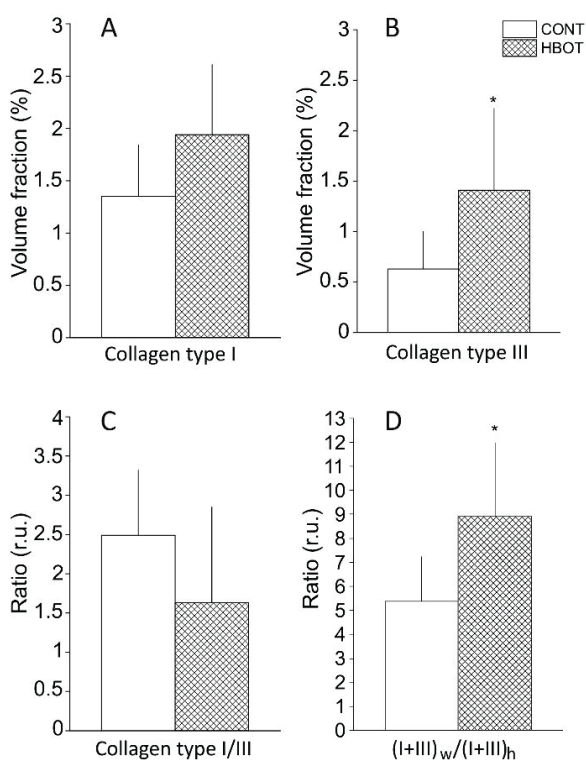 A
Volume fraction (%)
3
2.5
2
1.5
1
0.5
0
Collagen type I
B
CONT
HBOT
Volume fraction (%)
3
2.5
2
1.5
1
0.5
0
*
Collagen type III
C
Ratio (r.u.)
4
3.5
3
2.5
2
1.5
1
0.5
0
Collagen type I/III
D
Ratio (r.u.)
13
12
11
10
9
8
7
6
5
4
3
2
1
0
*
(I+III)w/(I+III)h